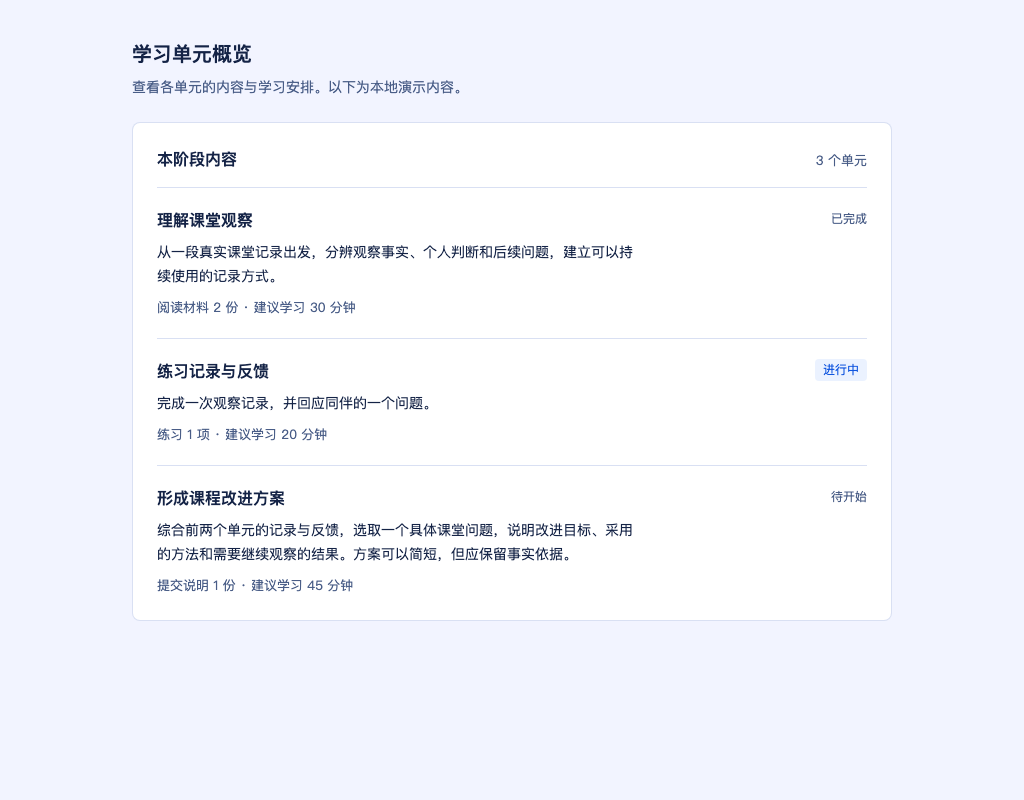 学习单元概览
查看各单元的内容与学习安排。以下为本地演示内容。
本阶段内容
3 个单元
理解课堂观察
已完成
从一段真实课堂记录出发，分辨观察事实、个人判断和后续问题，建立可以持
续使用的记录方式。
阅读材料 2 份 · 建议学习 30 分钟
练习记录与反馈
进行中
完成一次观察记录，并回应同伴的一个问题。
练习 1 项 · 建议学习 20 分钟
形成课程改进方案
待开始
综合前两个单元的记录与反馈，选取一个具体课堂问题，说明改进目标、采用
的方法和需要继续观察的结果。方案可以简短，但应保留事实依据。
提交说明 1 份 · 建议学习 45 分钟